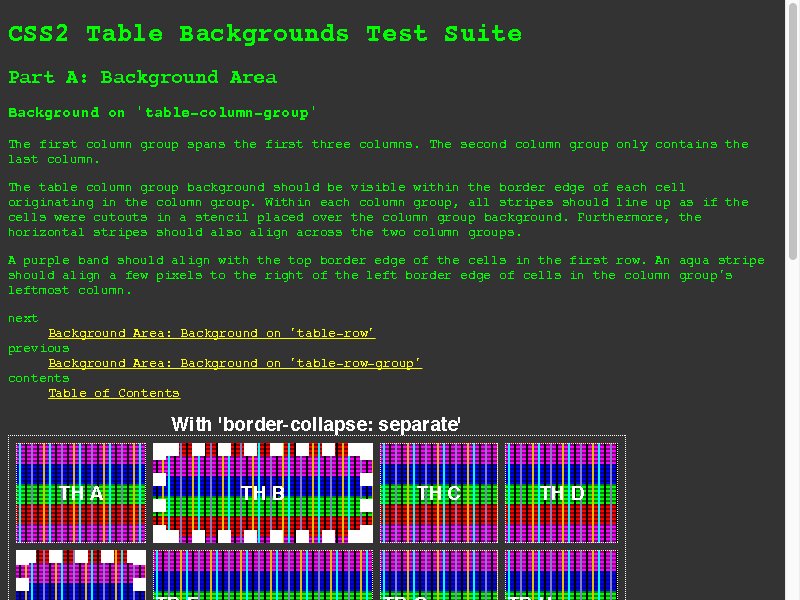 CSS2 Table Backgrounds Test Suite
Part A: Background Area
Background on 'table-column-group'
The first column group spans the first three columns. The second column group only contains the
last column.
The table column group background should be visible within the border edge of each cell
originating in the column group. Within each column group, all stripes should line up as if the
cells were cutouts in a stencil placed over the column group background. Furthermore, the
horizontal stripes should also align across the two column groups.
A purple band should align with the top border edge of the cells in the first row. An aqua stripe
should align a few pixels to the right of the left border edge of cells in the column group's
leftmost column.
next
Background Area: Background on 'table-row'
previous
Background Area: Background on 'table-row-group'
contents
Table of Contents
With 'border-collapse: separate'
TH A TH B TH C TH D